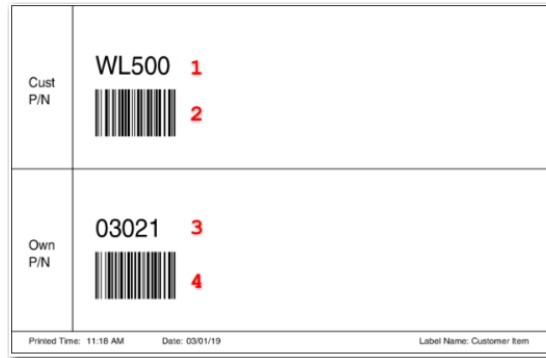 Cust
P/N
WL500 1
2
Own
P/N
03021 3
4
Printed Time: 11:18 AM Date: 03/01/19 Label Name: Customer Item